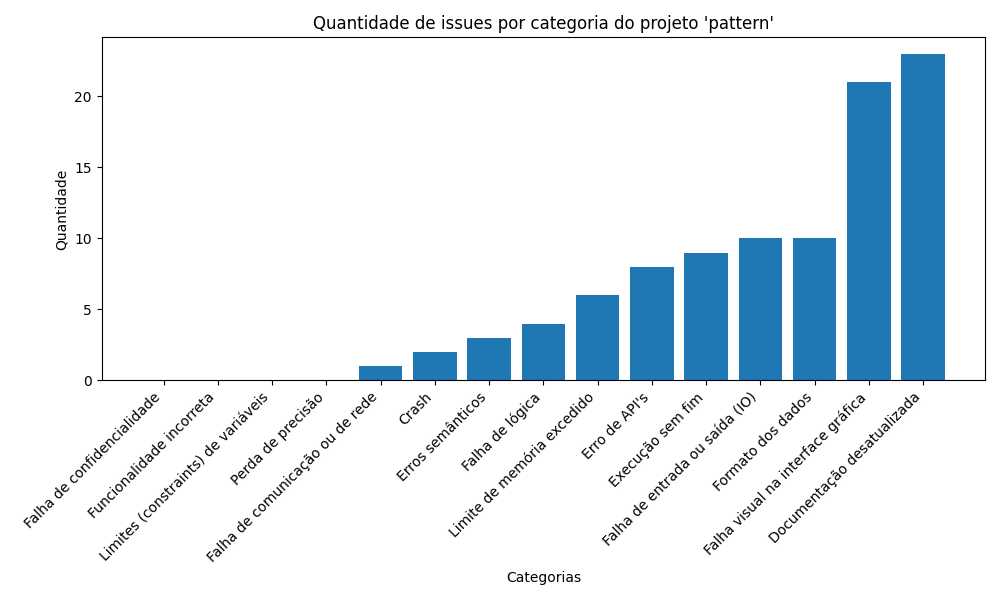 Quantidade de issues por categoria do projeto 'pattern'
Quantidade
20
15
10
5
0
Falha de confidencialidade
Funcionalidade incorreta
Limites (constraints) de variáveis
Perda de precisão
Falha de comunicação ou de rede
Crash
Erros semânticos
Falha de lógica
Limite de memória excedido
Erro de API's
Execução sem fim
Falha de entrada ou saída (IO)
Formato dos dados
Falha visual na interface gráfica
Documentação desatualizada
Categorias